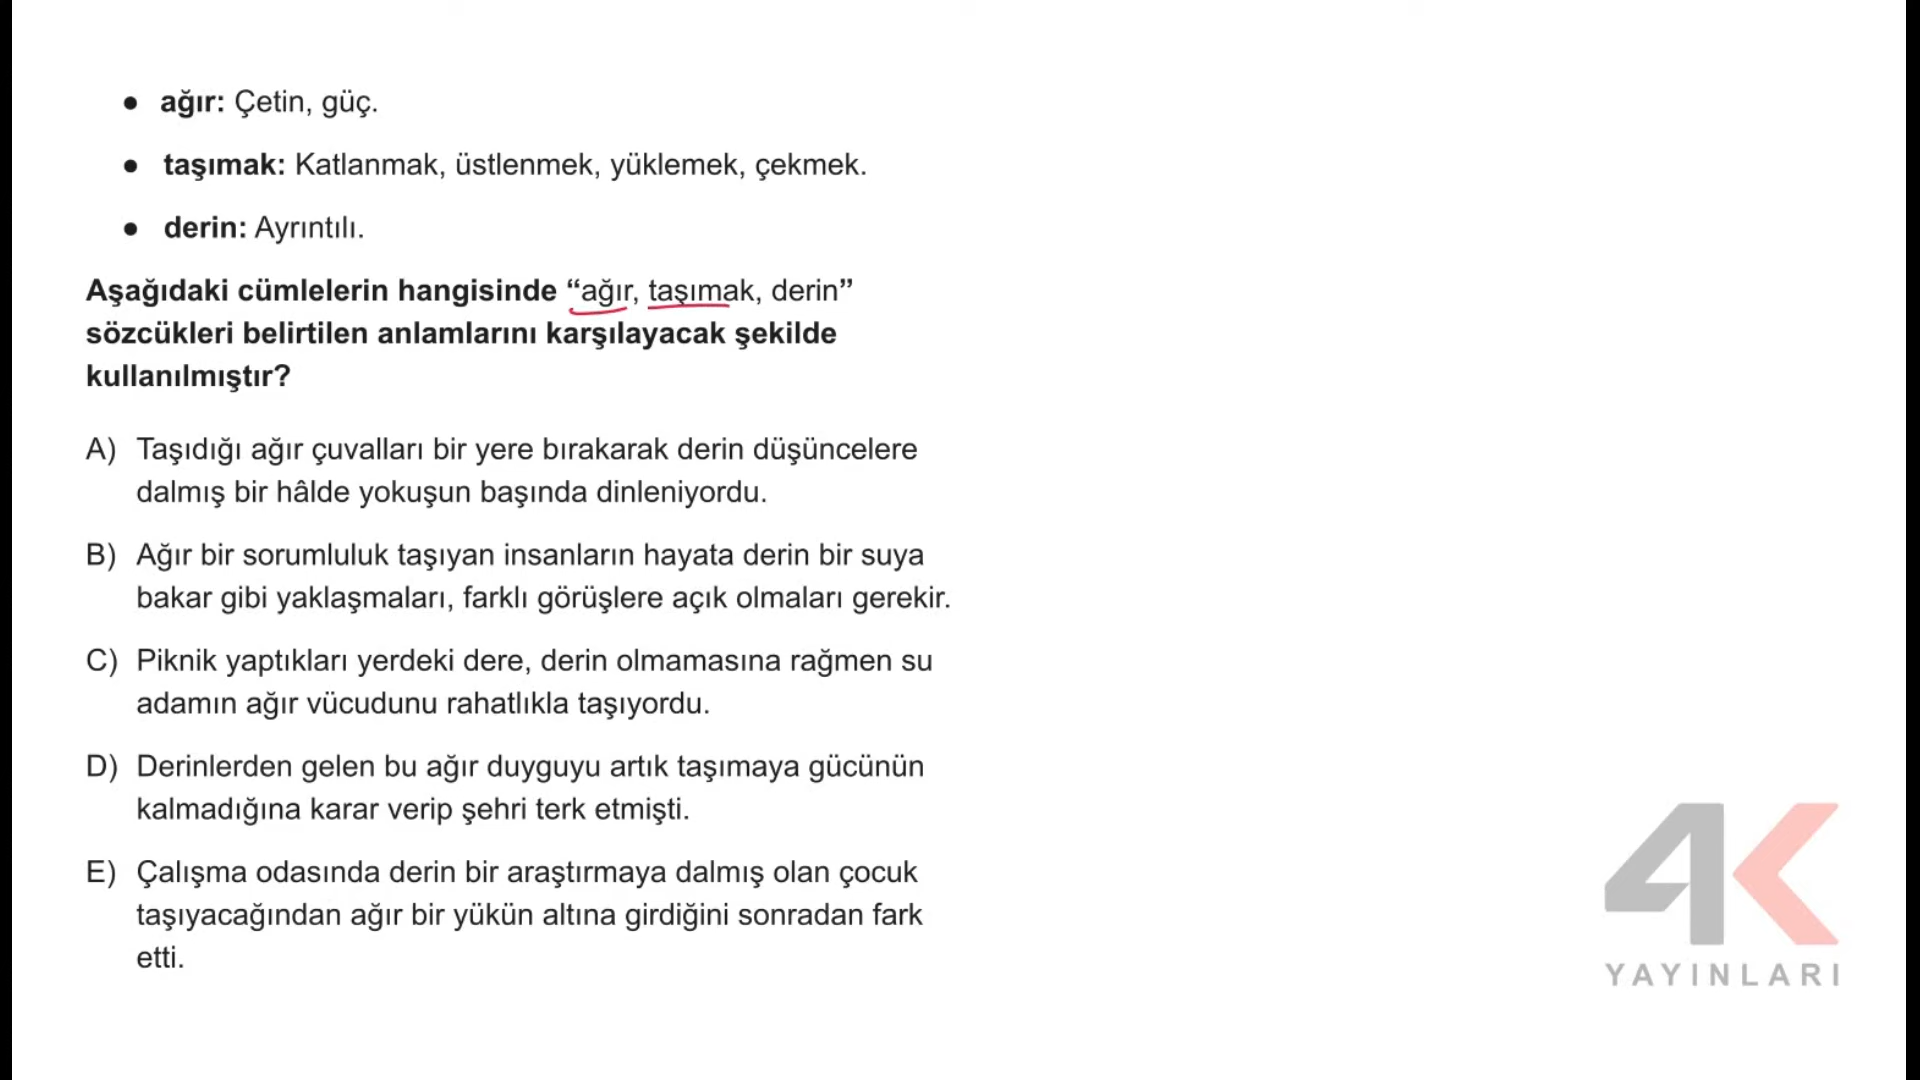 ● ağır: Çetin, güç.
● taşımak: Katlanmak, üstlenmek, yüklemek, çekmek.
● derin: Ayrıntılı.
Aşağıdaki cümlelerin hangisinde “ağır, taşımak, derin”
sözcükleri belirtilen anlamlarını karşılayacak şekilde
kullanılmıştır?
A) Taşıdığı ağır çuvalları bir yere bırakarak derin düşüncelere
dalmış bir hâlde yokuşun başında dinleniyordu.
B) Ağır bir sorumluluk taşıyan insanların hayata derin bir suya
bakar gibi yaklaşmaları, farklı görüşlere açık olmaları gerekir.
C) Piknik yaptıkları yerdeki dere, derin olmamasına rağmen su
adamın ağır vücudunu rahatlıkla taşıyordu.
D) Derinlerden gelen bu ağır duyguyu artık taşımaya gücünün
kalmadığına karar verip şehri terk etmişti.
E) Çalışma odasında derin bir araştırmaya dalmış olan çocuk
taşıyacağından ağır bir yükün altına girdiğini sonradan fark
etti.
4K
YAYINLARI